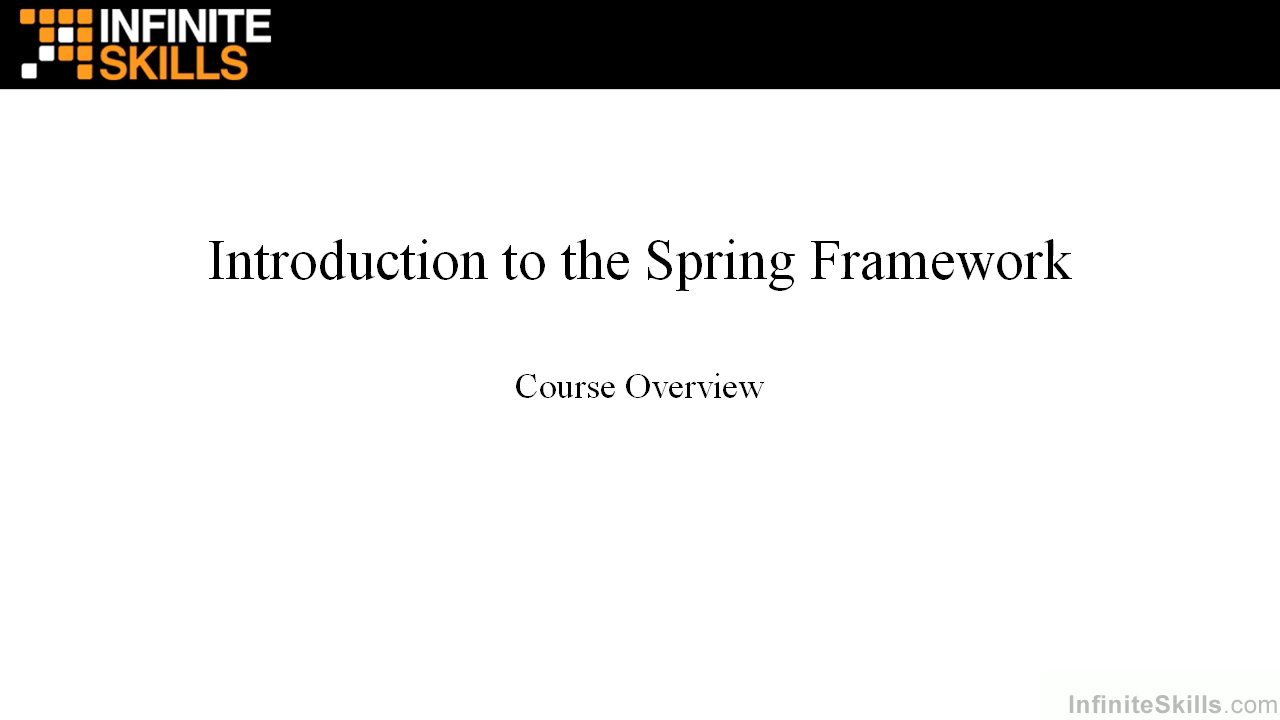 INFINITE
SKILLS
Introduction to the Spring Framework
Course Overview
InfiniteSkills.com